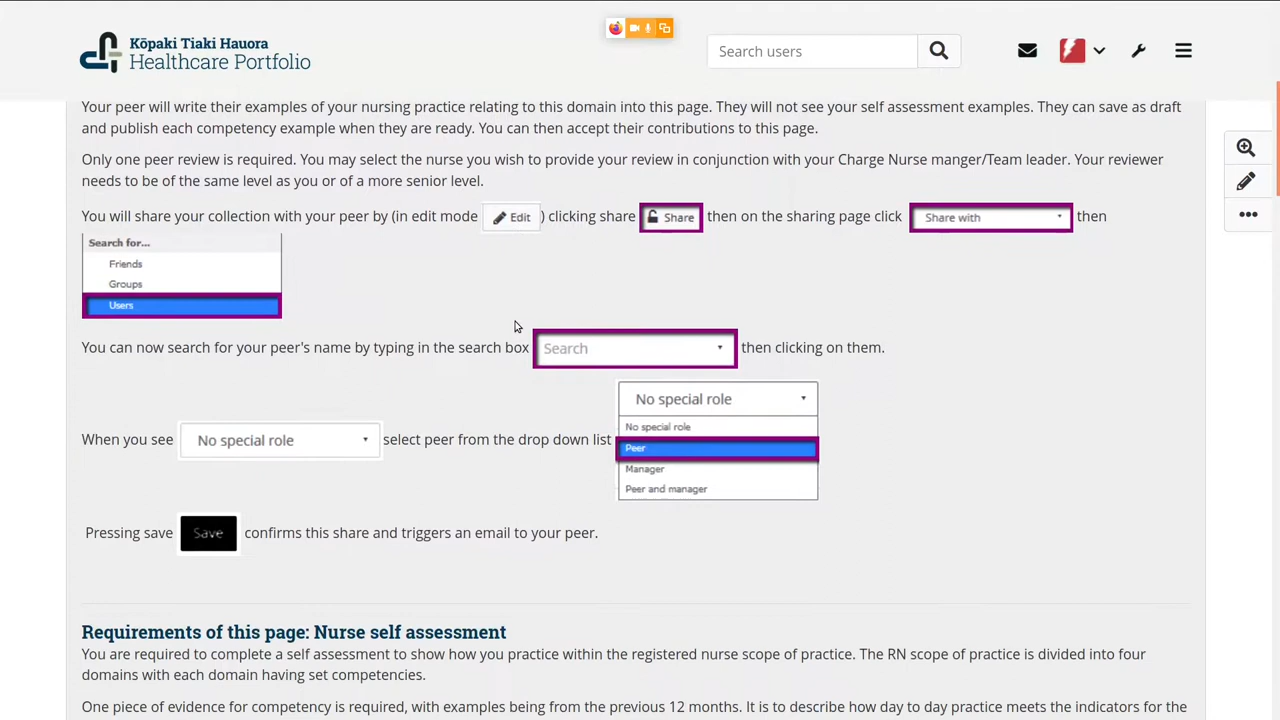 Kōpaki Tiaki Hauora
Healthcare Portfolio
Search users
Your peer will write their examples of your nursing practice relating to this domain into this page. They will not see your self assessment examples. They can save as draft
and publish each competency example when they are ready. You can then accept their contributions to this page.
Only one peer review is required. You may select the nurse you wish to provide your review in conjunction with your Charge Nurse manger/Team leader. Your reviewer
needs to be of the same level as you or of a more senior level.
You will share your collection with your peer by (in edit mode Edit ) clicking share Share then on the sharing page click Share with then
Search for...
Friends
Groups
Users
You can now search for your peer's name by typing in the search box Search then clicking on them.
When you see No special role select peer from the drop down list No special role
No special role
Peer
Manager
Peer and manager
Pressing save Save confirms this share and triggers an email to your peer.
Requirements of this page: Nurse self assessment
You are required to complete a self assessment to show how you practice within the registered nurse scope of practice. The RN scope of practice is divided into four
domains with each domain having set competencies.
One piece of evidence for competency is required, with examples being from the previous 12 months. It is to describe how day to day practice meets the indicators for the